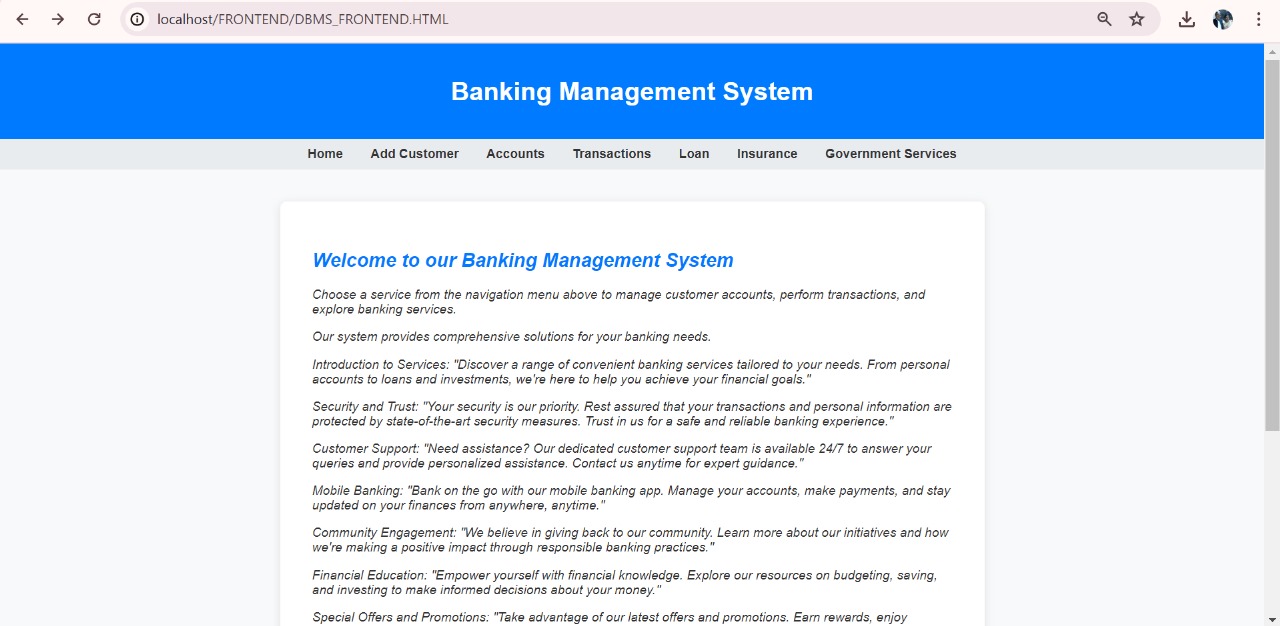 localhost/FRONTEND/DBMS_FRONTEND.HTML
Banking Management System
Home Add Customer Accounts Transactions Loan Insurance Government Services
Welcome to our Banking Management System
Choose a service from the navigation menu above to manage customer accounts, perform transactions, and
explore banking services.
Our system provides comprehensive solutions for your banking needs.
Introduction to Services: "Discover a range of convenient banking services tailored to your needs. From personal
accounts to loans and investments, we're here to help you achieve your financial goals."
Security and Trust: "Your security is our priority. Rest assured that your transactions and personal information are
protected by state-of-the-art security measures. Trust in us for a safe and reliable banking experience."
Customer Support: "Need assistance? Our dedicated customer support team is available 24/7 to answer your
queries and provide personalized assistance. Contact us anytime for expert guidance."
Mobile Banking: "Bank on the go with our mobile banking app. Manage your accounts, make payments, and stay
updated on your finances from anywhere, anytime."
Community Engagement: "We believe in giving back to our community. Learn more about our initiatives and how
we're making a positive impact through responsible banking practices."
Financial Education: "Empower yourself with financial knowledge. Explore our resources on budgeting, saving,
and investing to make informed decisions about your money."
Special Offers and Promotions: "Take advantage of our latest offers and promotions. Earn rewards, enjoy